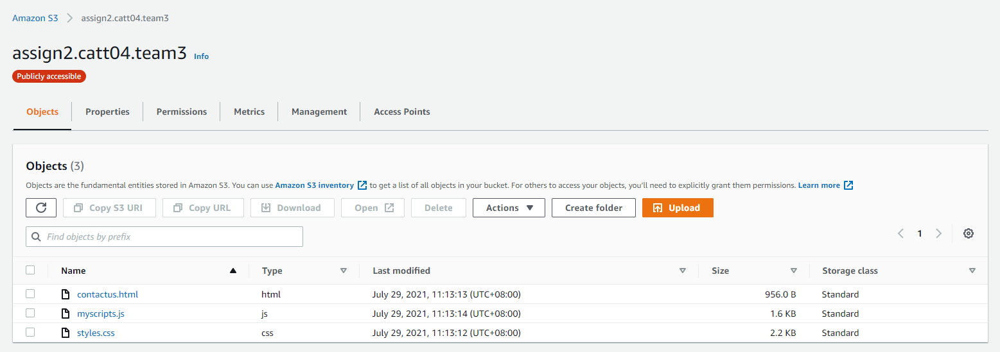 Amazon S3 > assign2.catt04.team3
assign2.catt04.team3 Info
Publicly accessible
Objects Properties Permissions Metrics Management Access Points
Objects (3)
Objects are the fundamental entities stored in Amazon S3. You can use Amazon S3 inventory to get a list of all objects in your bucket. For others to access your objects, you'll need to explicitly grant them permissions. Learn more
Copy S3 URI Copy URL Download Open Delete Actions Create folder Upload
Find objects by prefix 1
Name Type Last modified Size Storage class
contactus.html html July 29, 2021, 11:13:13 (UTC+08:00) 956.0 B Standard
myscripts.js js July 29, 2021, 11:13:14 (UTC+08:00) 1.6 KB Standard
styles.css css July 29, 2021, 11:13:12 (UTC+08:00) 2.2 KB Standard